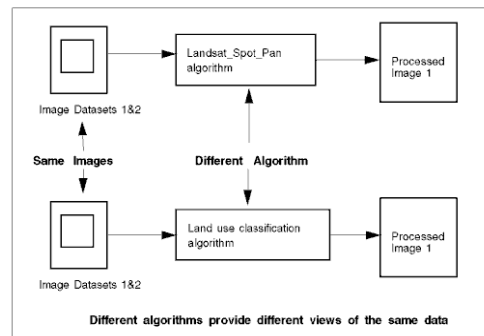 Landsat_Spot_Pan
algorithm
Processed
Image 1
Image Datasets 1&2
Same Images
Different Algorithm
Land use classification
algorithm
Processed
Image 1
Image Datasets 1&2
Different algorithms provide different views of the same data